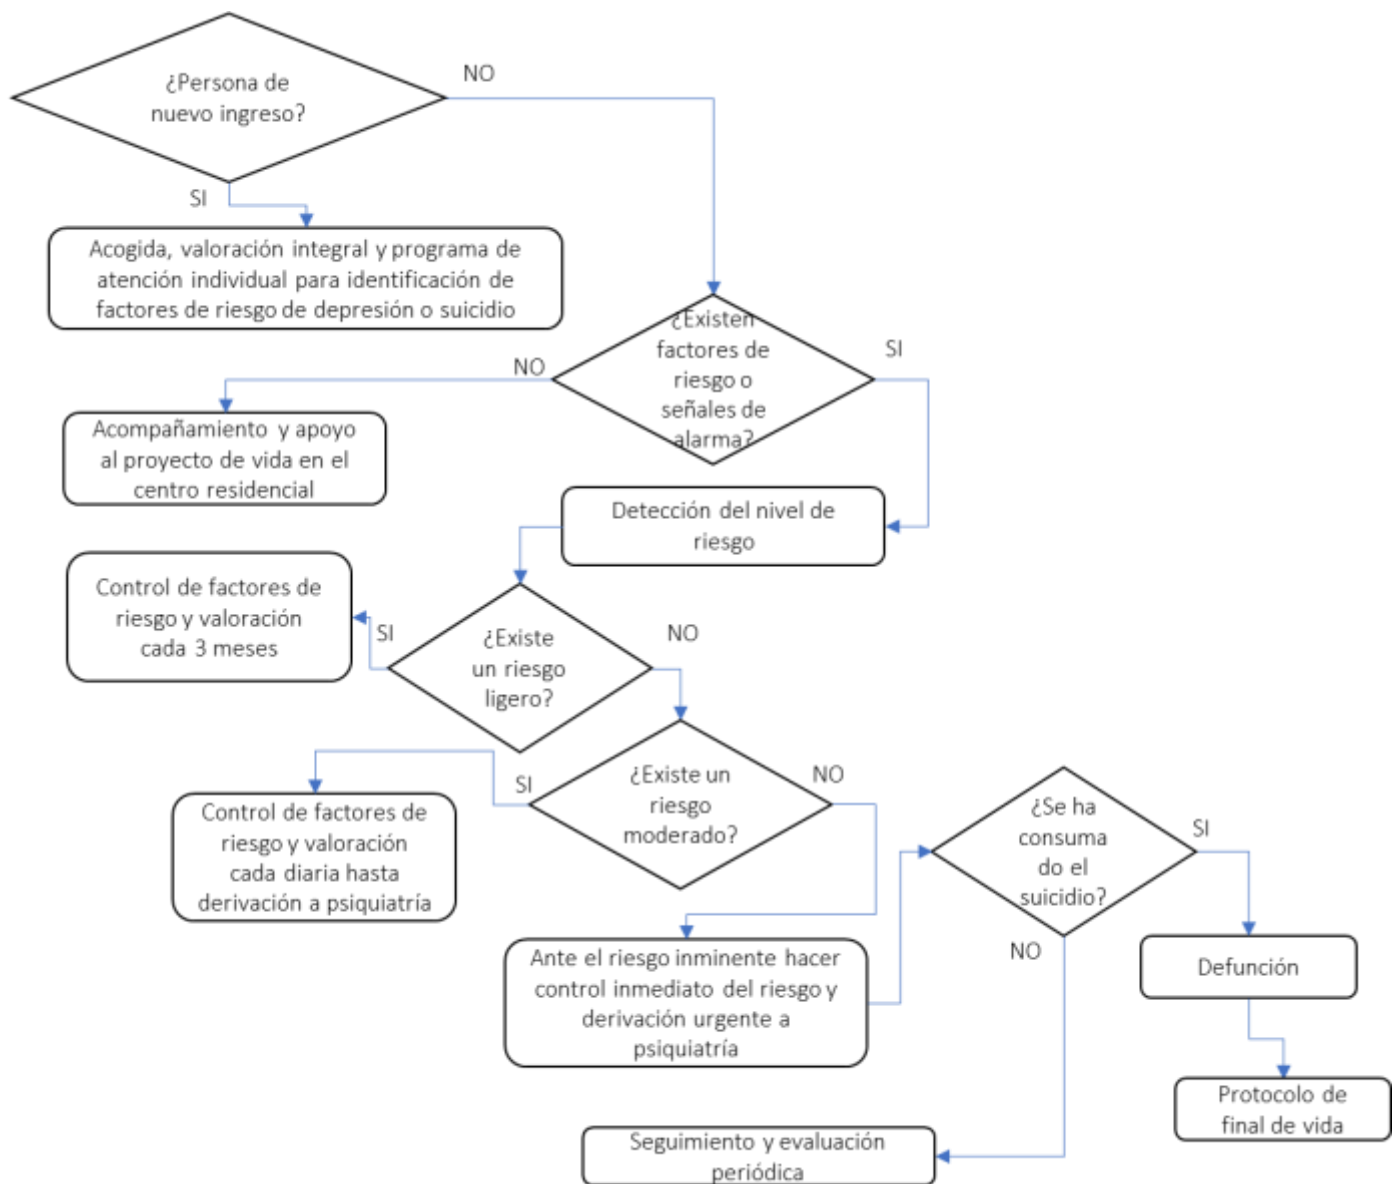 ¿Persona de
nuevo ingreso?
NO
SI
Acogida, valoración integral y programa de
atención individual para identificación de
factores de riesgo de depresión o suicidio
¿Existen
factores de
riesgo o
señales de
alarma?
SI
NO
Acompañamiento y apoyo
al proyecto de vida en el
centro residencial
Detección del nivel de
riesgo
Control de factores de
riesgo y valoración
cada 3 meses
SI
¿Existe
un riesgo
ligero?
NO
SI
¿Existe un
riesgo
moderado?
NO
Control de factores de
riesgo y valoración
cada diaria hasta
derivación a psiquiatría
¿Se ha
consuma
do el
suicidio?
SI
NO
Ante el riesgo inminente hacer
control inmediato del riesgo y
derivación urgente a
psiquiatría
Defunción
Protocolo de
final de vida
Seguimiento y evaluación
periódica